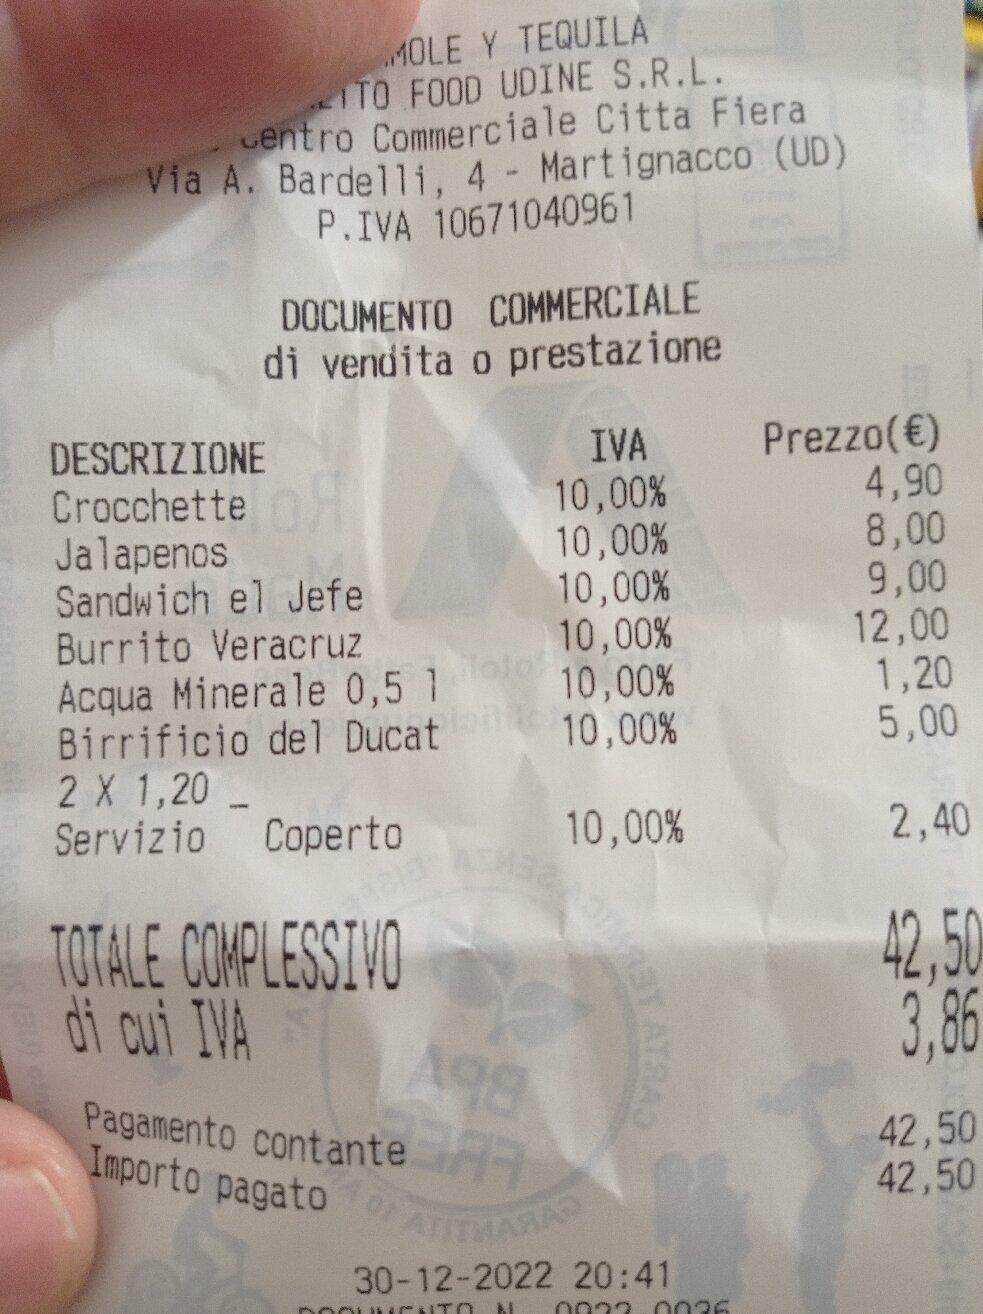 Y TEQUILA
FOOD UDINE S.R.L.
Centro Commerciale Citta Fiera
Via A. Bardelli, 4 - Martignacco (UD)
P.IVA 10671040961
DOCUMENTO COMMERCIALE
di vendita o prestazione
DESCRIZIONE IVA Prezzo(€)
Crocchette 10,00% 4,90
Jalapenos 10,00% 8,00
Sandwich el Jefe 10,00% 9,00
Burrito Veracruz 10,00% 12,00
Acqua Minerale 0,5 l 10,00% 1,20
Birrificio del Ducat 10,00% 5,00
2 X 1,20 _
Servizio Coperto 10,00% 2,40
TOTALE COMPLESSIVO 42,50
di cui IVA 3,86
Pagamento contante 42,50
Importo pagato 42,50
30-12-2022 20:41
DOCUMENTO N. 0922-0036